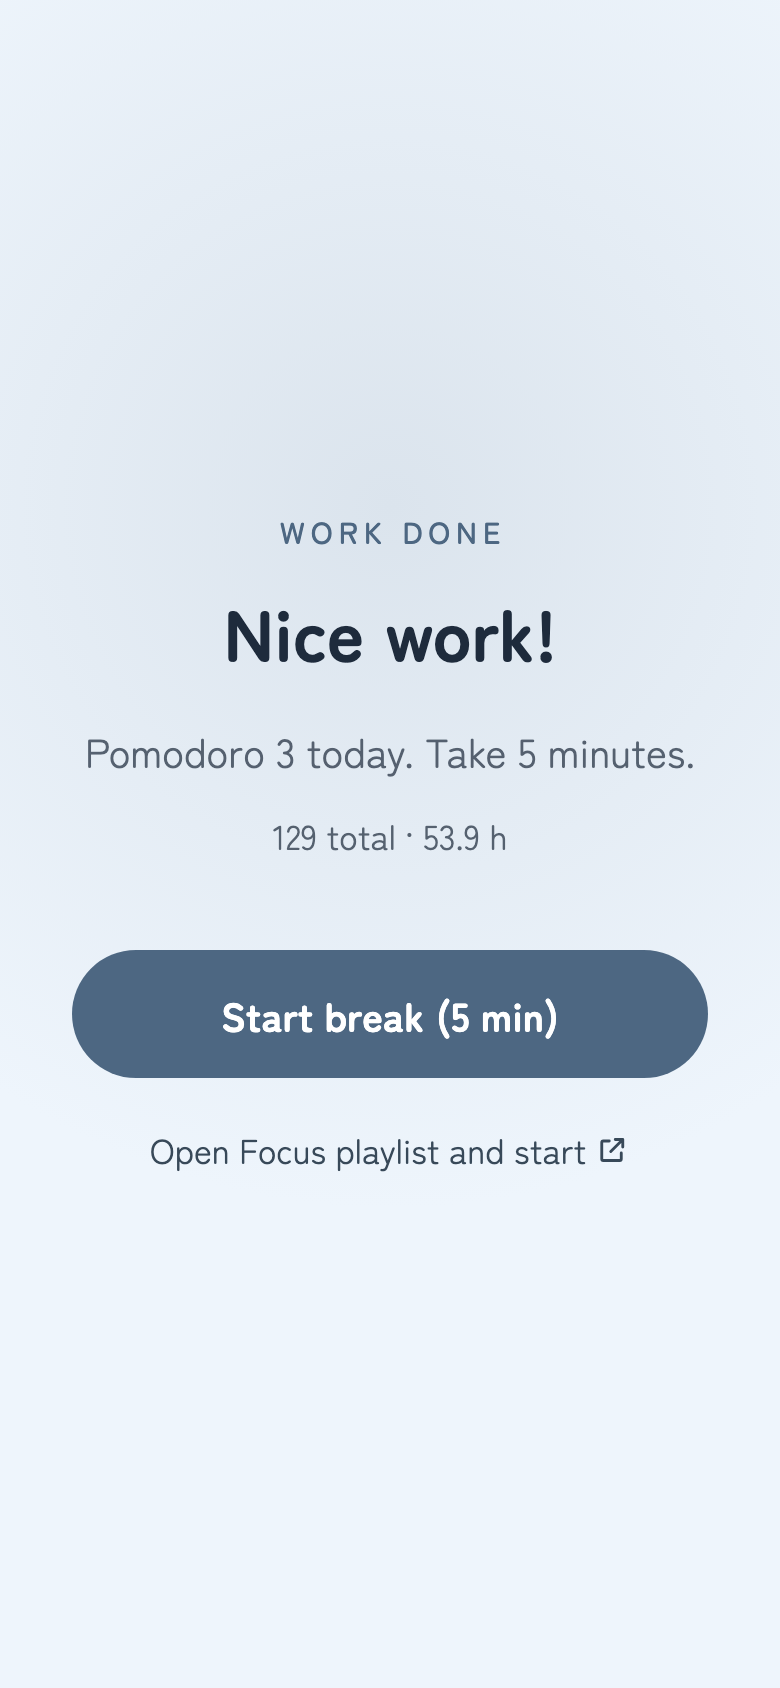 WORK DONE
Nice work!
Pomodoro 3 today. Take 5 minutes.
129 total · 53.9 h
Start break (5 min)
Open Focus playlist and start